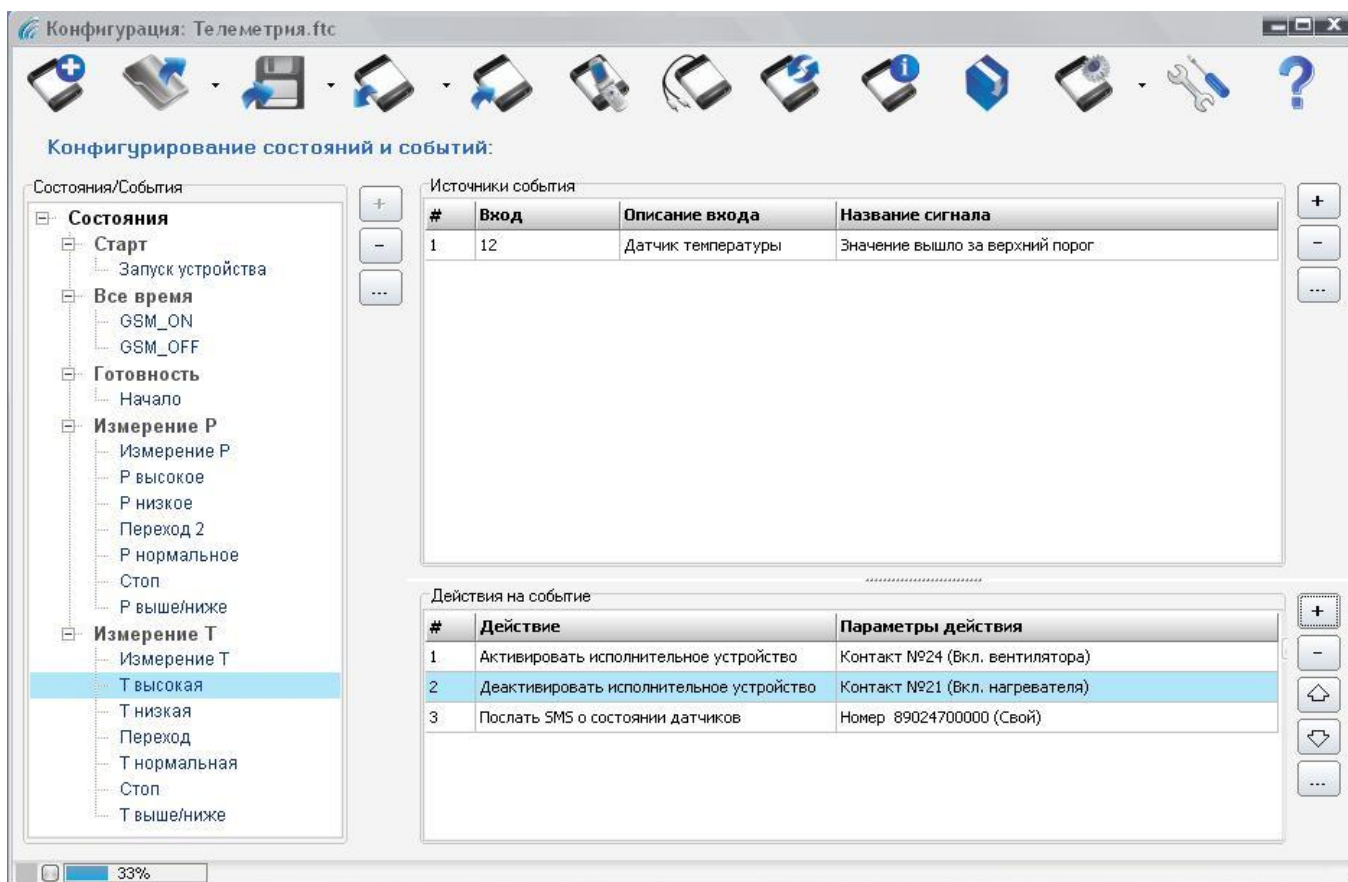 Конфигурация: Телеметрия.ftc
Конфигурирование состояний и событий:
Состояния/События
Состояния
Старт
Запуск устройства
Все время
GSM_ON
GSM_OFF
Готовность
Начало
Измерение P
Измерение P
P высокое
P низкое
Переход 2
P нормальное
Стоп
P выше/ниже
Измерение T
Измерение T
T высокая
T низкая
Переход
T нормальная
Стоп
T выше/ниже
+
-
...
Источники события
# Вход Описание входа Название сигнала
1 12 Датчик температуры Значение вышло за верхний порог
+
-
...
Действия на событие
# Действие Параметры действия
1 Активировать исполнительное устройство Контакт №24 (Вкл. вентилятора)
2 Деактивировать исполнительное устройство Контакт №21 (Вкл. нагревателя)
3 Послать SMS о состоянии датчиков Номер 89024700000 (Свой)
+
-
...
33%